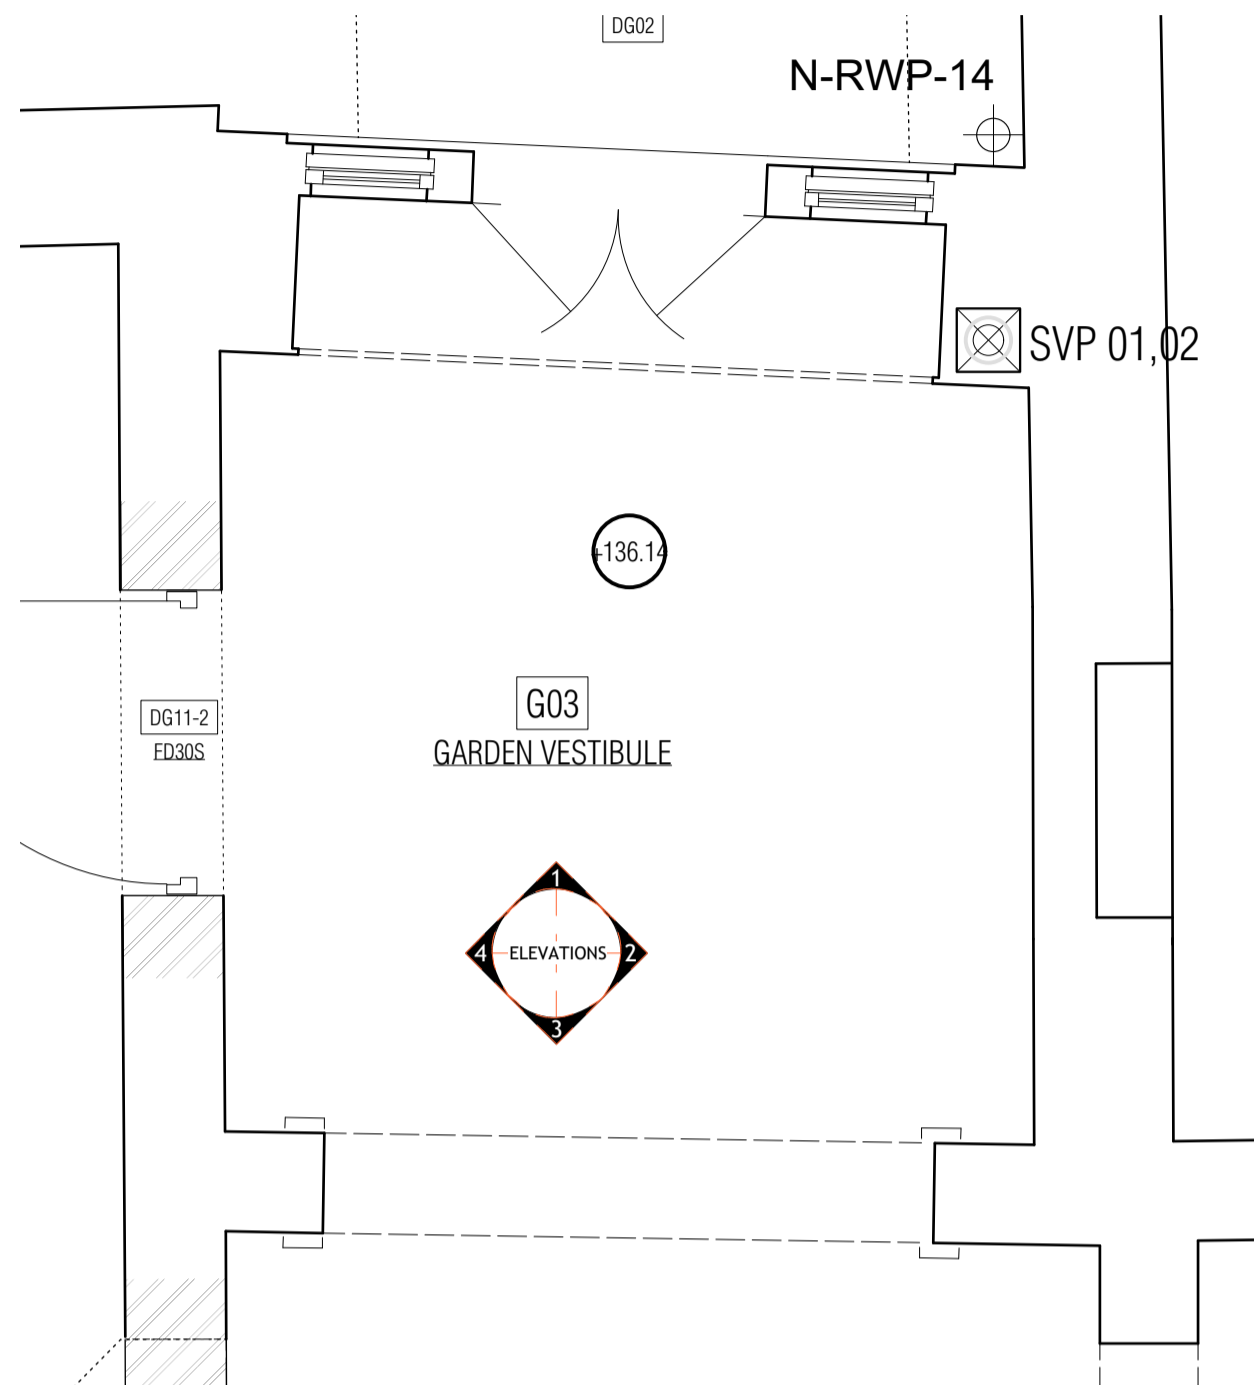 DG02
N-RWP-14
SVP 01,02
+136.14
G03
GARDEN VESTIBULE
DG11-2
FD30S
1
4 ELEVATIONS 2
3